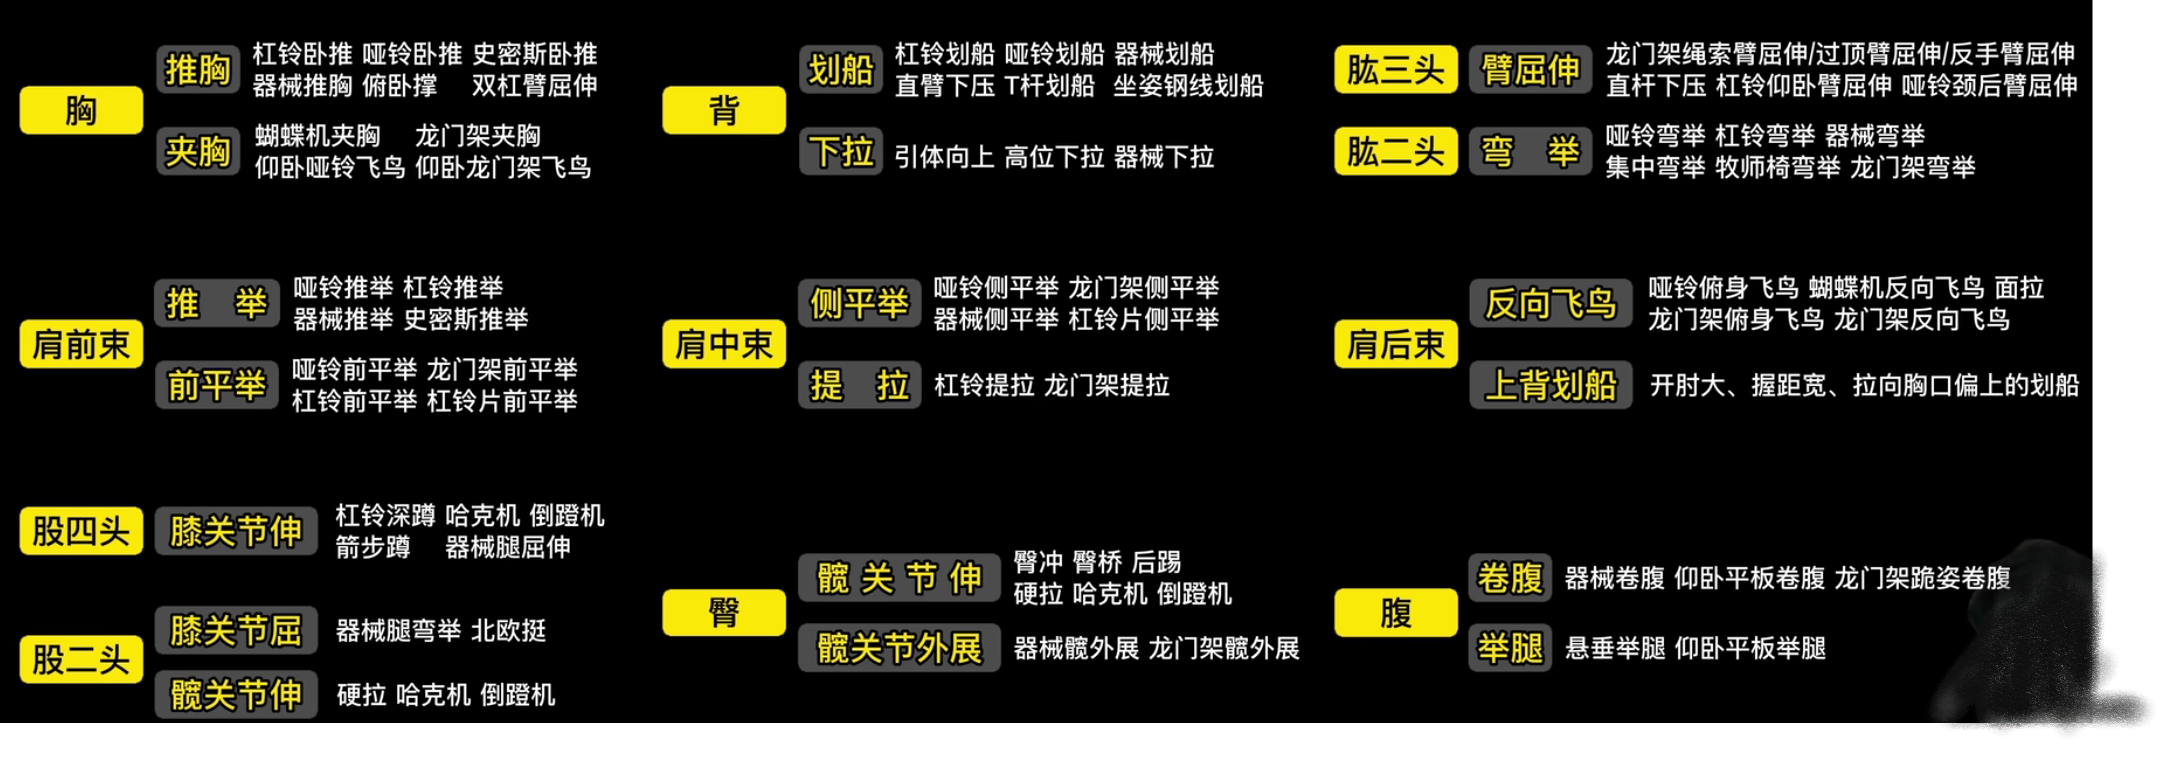 胸
推胸
杠铃卧推 哑铃卧推 史密斯卧推
器械推胸 俯卧撑 双杠臂屈伸
夹胸
蝴蝶机夹胸 龙门架夹胸
仰卧哑铃飞鸟 仰卧龙门架飞鸟
背
划船
杠铃划船 哑铃划船 器械划船
直臂下压 T杆划船 坐姿钢线划船
下拉
引体向上 高位下拉 器械下拉
肱三头
臂屈伸
龙门架绳索臂屈伸/过顶臂屈伸/反手臂屈伸
直杆下压 杠铃仰卧臂屈伸 哑铃颈后臂屈伸
肱二头
弯 举
哑铃弯举 杠铃弯举 器械弯举
集中弯举 牧师椅弯举 龙门架弯举
肩前束
推 举
哑铃推举 杠铃推举
器械推举 史密斯推举
前平举
哑铃前平举 龙门架前平举
杠铃前平举 杠铃片前平举
肩中束
侧平举
哑铃侧平举 龙门架侧平举
器械侧平举 杠铃片侧平举
提 拉
杠铃提拉 龙门架提拉
肩后束
反向飞鸟
哑铃俯身飞鸟 蝴蝶机反向飞鸟 面拉
龙门架俯身飞鸟 龙门架反向飞鸟
上背划船
开肘大、握距宽、拉向胸口偏上的划船
股四头
膝关节伸
杠铃深蹲 哈克机 倒蹬机
箭步蹲 器械腿屈伸
股二头
膝关节屈
器械腿弯举 北欧挺
髋关节伸
硬拉 哈克机 倒蹬机
臀
髋 关 节 伸
臀冲 臀桥 后踢
硬拉 哈克机 倒蹬机
髋关节外展
器械髋外展 龙门架髋外展
腹
卷腹
器械卷腹 仰卧平板卷腹 龙门架跪姿卷腹
举腿
悬垂举腿 仰卧平板举腿